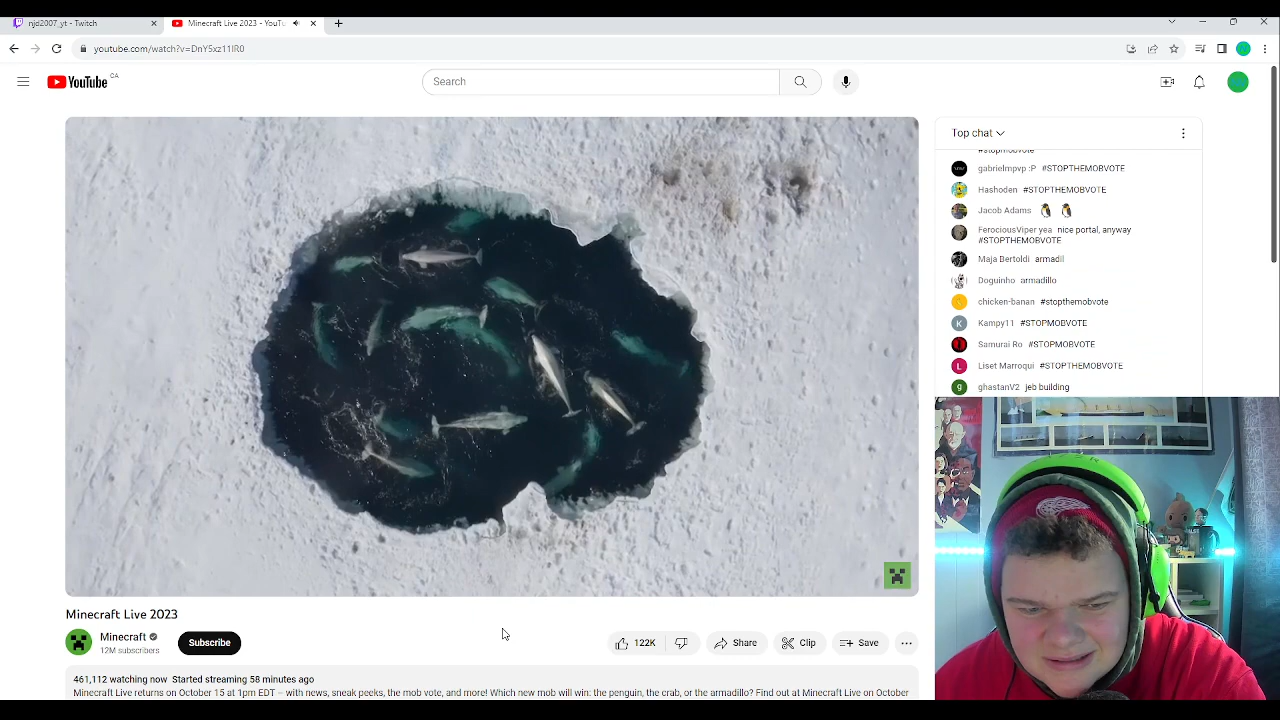 njd2007_yt - Twitch
Minecraft Live 2023 - YouTu
youtube.com/watch?v=DnY5xz11IR0
YouTube CA
Search
Top chat
#stopmobvote
gabrielmpvp :P #STOPTHEMOBVOTE
Hashoden #STOPTHEMOBVOTE
Jacob Adams 🐧 🐧
FerociousViper yea nice portal, anyway
#STOPTHEMOBVOTE
Maja Bertoldi armadil
Doguinho armadillo
chicken-banan #stopthemobvote
K Kampy11 #STOPMOBVOTE
Samurai Ro #STOPMOBVOTE
L Liset Marroqui #STOPTHEMOBVOTE
g ghastanV2 jeb building
Minecraft Live 2023
Minecraft
12M subscribers
Subscribe
122K
Share
Clip
Save
461,112 watching now Started streaming 58 minutes ago
Minecraft Live returns on October 15 at 1pm EDT – with news, sneak peeks, the mob vote, and more! Which new mob will win: the penguin, the crab, or the armadillo? Find out at Minecraft Live on October